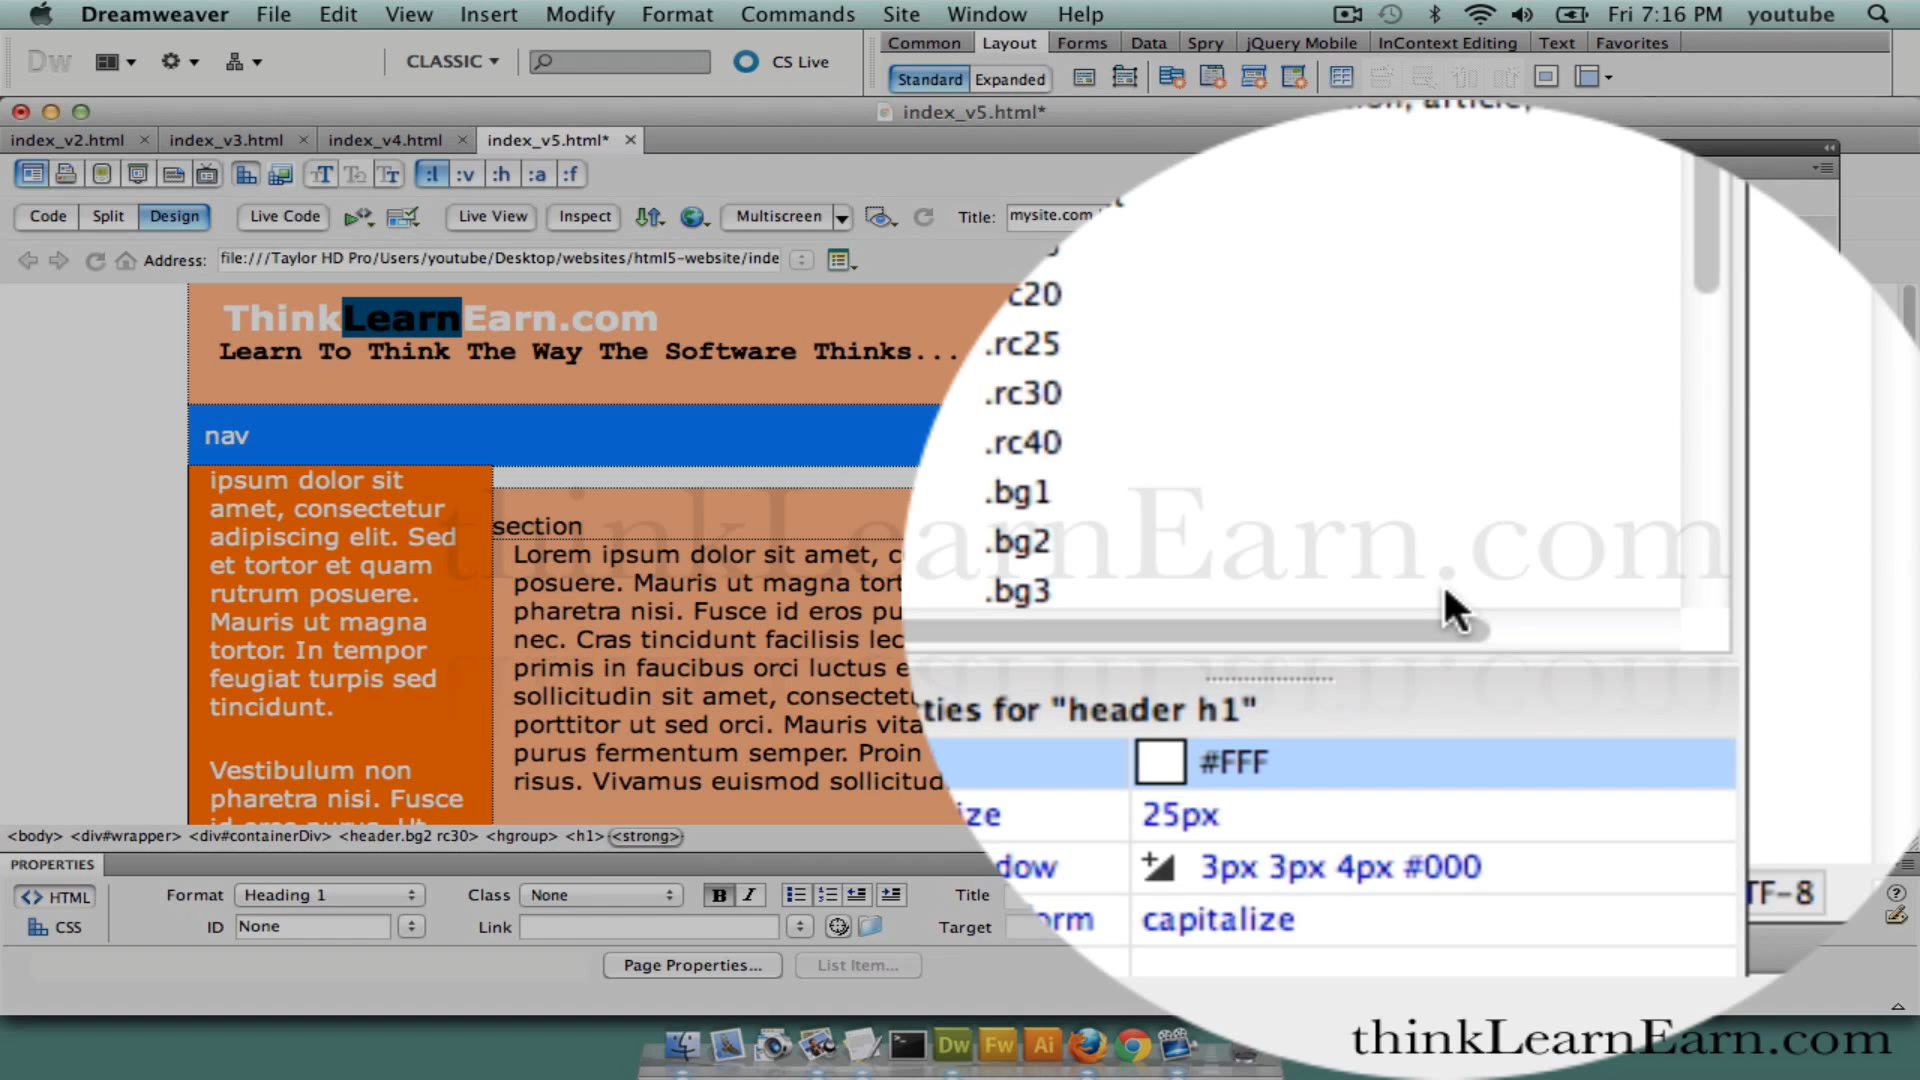 Dreamweaver File Edit View Insert Modify Format Commands Site Window Help Fri 7:16 PM youtube
Dw CLASSIC CS Live
Common Layout Forms Data Spry jQuery Mobile InContext Editing Text Favorites
Standard Expanded
index_v5.html*
index_v2.html index_v3.html index_v4.html index_v5.html*
:l :v :h :a :f
Code Split Design Live Code Live View Inspect Multiscreen Title: mysite.com
Address: file:///Taylor HD Pro/Users/youtube/Desktop/websites/html5-website/inde
ThinkLearnEarn.com
Learn To Think The Way The Software Thinks...
nav
ipsum dolor sit
amet, consectetur
adipiscing elit. Sed
et tortor et quam
rutrum posuere.
Mauris ut magna
tortor. In tempor
feugiat turpis sed
tincidunt.
Vestibulum non
pharetra nisi. Fusce
section
Lorem ipsum dolor sit amet, c
posuere. Mauris ut magna tort
pharetra nisi. Fusce id eros pu
nec. Cras tincidunt facilisis lec
primis in faucibus orci luctus e
sollicitudin sit amet, consectetu
porttitor ut sed orci. Mauris vita
purus fermentum semper. Proin
risus. Vivamus euismod sollicitud
article,
c20
.rc25
.rc30
.rc40
.bg1
.bg2
.bg3
thinkLearnEarn.com
ties for "header h1"
#FFF
ize 25px
dow 3px 3px 4px #000
orm capitalize
TF-8
<body> <div#wrapper> <div#containerDiv> <header.bg2 rc30> <hgroup> <h1> <strong>
PROPERTIES
<> HTML Format Heading 1 Class None B I Title
CSS ID None Link Target
Page Properties... List Item...
Dw Fw Ai
thinkLearnEarn.com